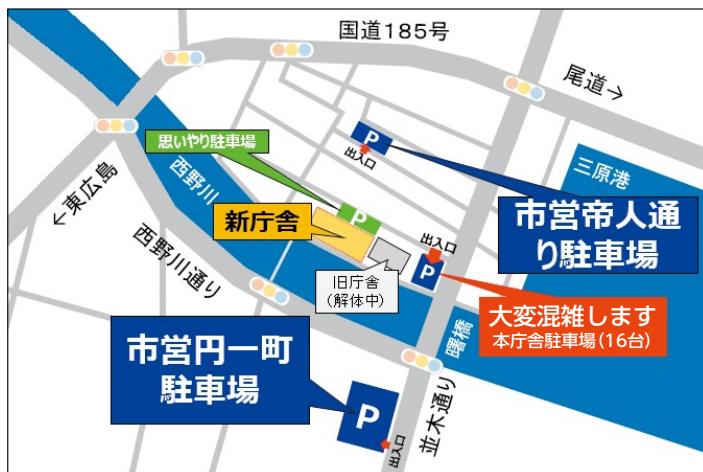 国道185号
尾道→
思いやり駐車場
P
出入口
三原港
←東広島
西野川
新庁舎
P
市営帝人通
り駐車場
西野川通り
旧庁舎
(解体中)
出入口
P
大変混雑します
本庁舎駐車場(16台)
曙橋
市営円一町
駐車場
P
並木通り
出入口